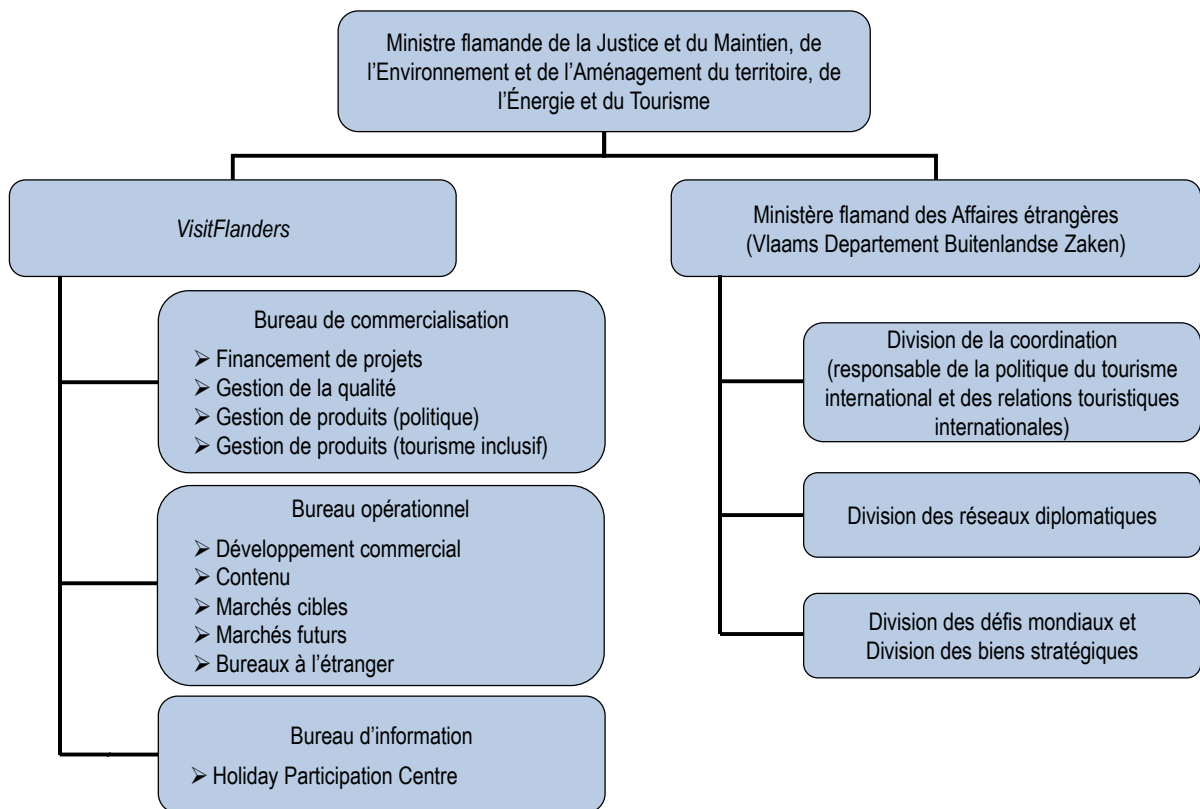 Ministre flamande de la Justice et du Maintien, de
l’Environnement et de l’Aménagement du territoire, de
l’Énergie et du Tourisme
VisitFlanders
Bureau de commercialisation
➢ Financement de projets
➢ Gestion de la qualité
➢ Gestion de produits (politique)
➢ Gestion de produits (tourisme inclusif)
Bureau opérationnel
➢ Développement commercial
➢ Contenu
➢ Marchés cibles
➢ Marchés futurs
➢ Bureaux à l’étranger
Bureau d’information
➢ Holiday Participation Centre
Ministère flamand des Affaires étrangères
(Vlaams Departement Buitenlandse Zaken)
Division de la coordination
(responsable de la politique du tourisme
international et des relations touristiques
internationales)
Division des réseaux diplomatiques
Division des défis mondiaux et
Division des biens stratégiques